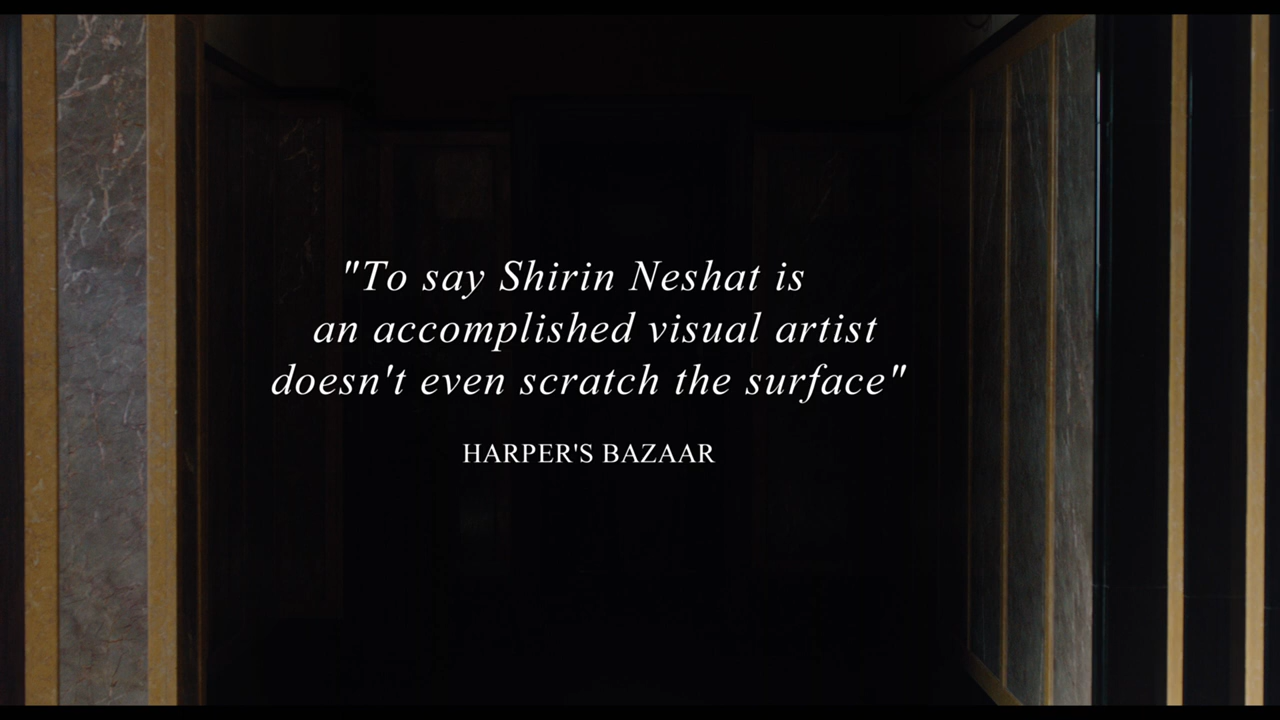 "To say Shirin Neshat is
an accomplished visual artist
doesn't even scratch the surface"
HARPER'S BAZAAR